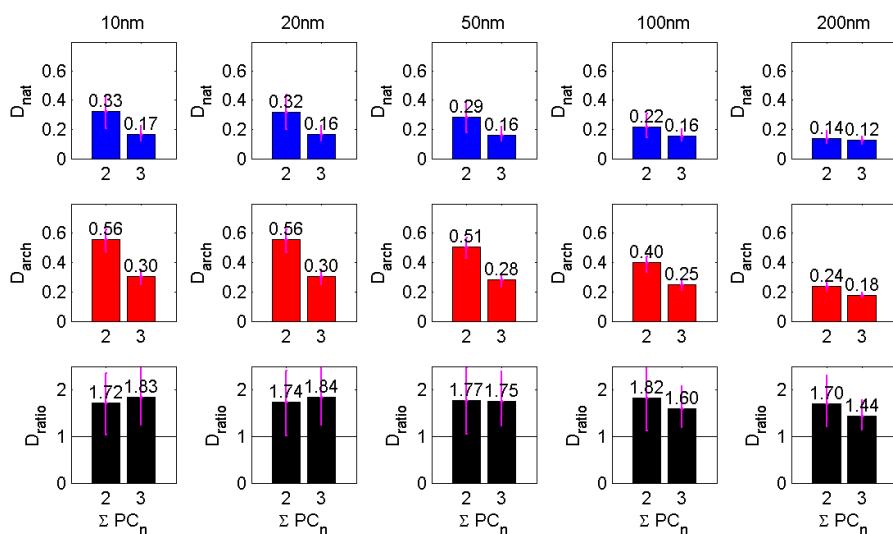 10nm 20nm 50nm 100nm 200nm
D_nat 0.6 0.4 0.2 0 0.33 0.17 2 3
D_nat 0.6 0.4 0.2 0 0.32 0.16 2 3
D_nat 0.6 0.4 0.2 0 0.29 0.16 2 3
D_nat 0.6 0.4 0.2 0 0.22 0.16 2 3
D_nat 0.6 0.4 0.2 0 0.14 0.12 2 3
D_arch 0.6 0.4 0.2 0 0.56 0.30 2 3
D_arch 0.6 0.4 0.2 0 0.56 0.30 2 3
D_arch 0.6 0.4 0.2 0 0.51 0.28 2 3
D_arch 0.6 0.4 0.2 0 0.40 0.25 2 3
D_arch 0.6 0.4 0.2 0 0.24 0.18 2 3
D_ratio 2 1 0 1.72 1.83 2 3 Σ PC_n
D_ratio 2 1 0 1.74 1.84 2 3 Σ PC_n
D_ratio 2 1 0 1.77 1.75 2 3 Σ PC_n
D_ratio 2 1 0 1.82 1.60 2 3 Σ PC_n
D_ratio 2 1 0 1.70 1.44 2 3 Σ PC_n